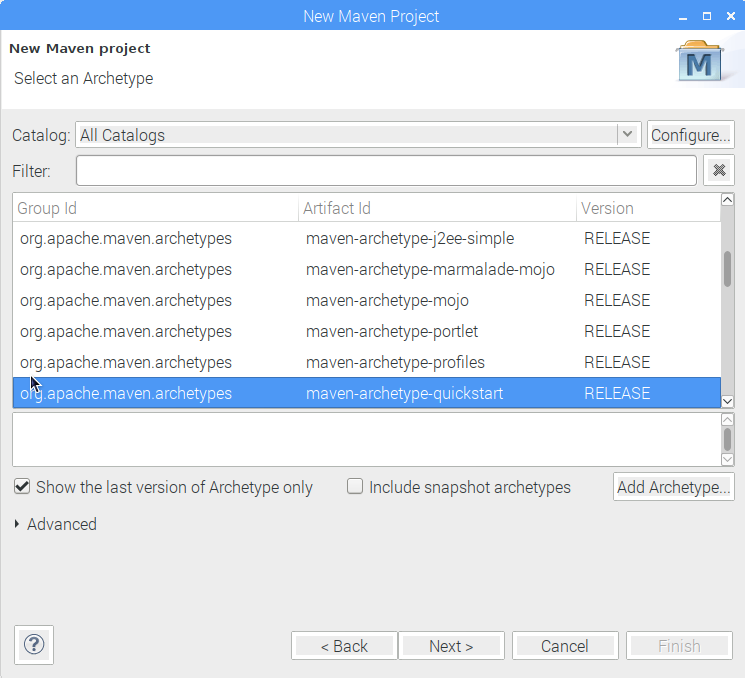 New Maven Project
New Maven project
Select an Archetype
M
Catalog: All Catalogs Configure...
Filter:
Group Id Artifact Id Version
org.apache.maven.archetypes maven-archetype-j2ee-simple RELEASE
org.apache.maven.archetypes maven-archetype-marmalade-mojo RELEASE
org.apache.maven.archetypes maven-archetype-mojo RELEASE
org.apache.maven.archetypes maven-archetype-portlet RELEASE
org.apache.maven.archetypes maven-archetype-profiles RELEASE
org.apache.maven.archetypes maven-archetype-quickstart RELEASE
Show the last version of Archetype only Include snapshot archetypes Add Archetype...
Advanced
? < Back Next > Cancel Finish